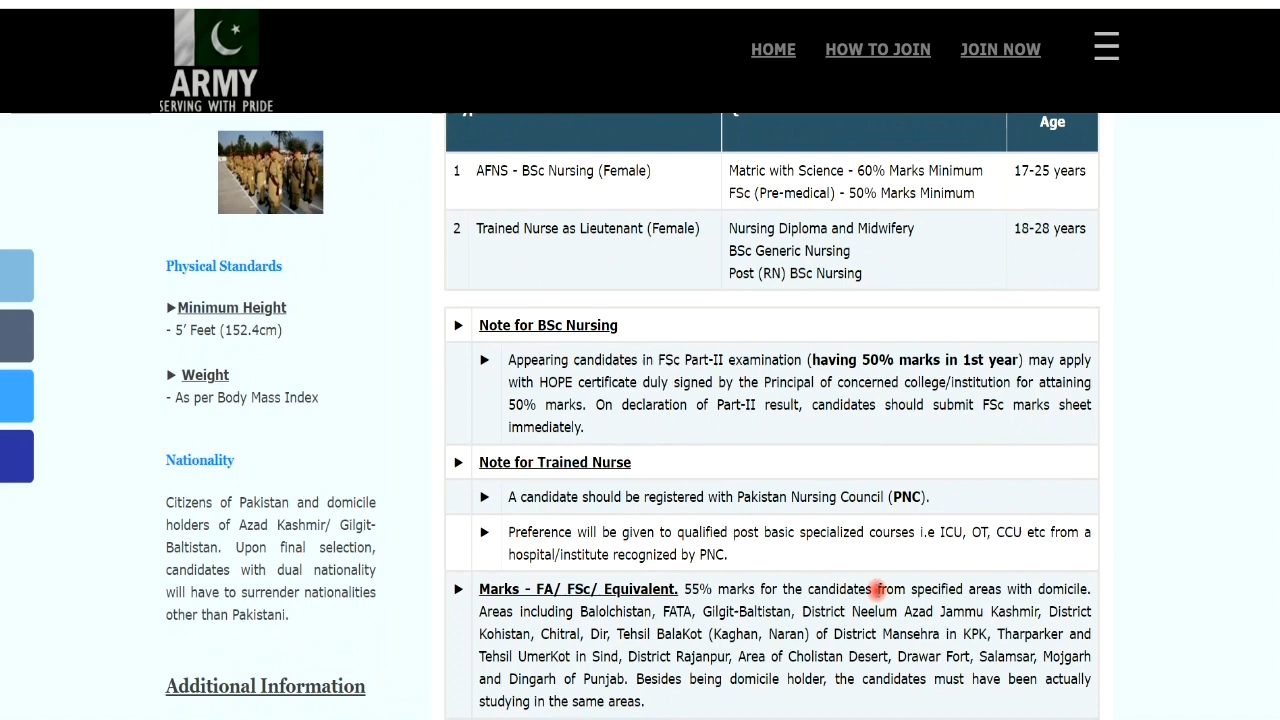 ARMY
SERVING WITH PRIDE
HOME HOW TO JOIN JOIN NOW
Age
1 AFNS - BSc Nursing (Female) Matric with Science - 60% Marks Minimum 17-25 years
FSc (Pre-medical) - 50% Marks Minimum
2 Trained Nurse as Lieutenant (Female) Nursing Diploma and Midwifery 18-28 years
BSc Generic Nursing
Post (RN) BSc Nursing
Physical Standards
Minimum Height
- 5’ Feet (152.4cm)
Weight
- As per Body Mass Index
Nationality
Citizens of Pakistan and domicile
holders of Azad Kashmir/ Gilgit-
Baltistan. Upon final selection,
candidates with dual nationality
will have to surrender nationalities
other than Pakistani.
Additional Information
Note for BSc Nursing
Appearing candidates in FSc Part-II examination (having 50% marks in 1st year) may apply
with HOPE certificate duly signed by the Principal of concerned college/institution for attaining
50% marks. On declaration of Part-II result, candidates should submit FSc marks sheet
immediately.
Note for Trained Nurse
A candidate should be registered with Pakistan Nursing Council (PNC).
Preference will be given to qualified post basic specialized courses i.e ICU, OT, CCU etc from a
hospital/institute recognized by PNC.
Marks - FA/ FSc/ Equivalent. 55% marks for the candidates from specified areas with domicile.
Areas including Balolchistan, FATA, Gilgit-Baltistan, District Neelum Azad Jammu Kashmir, District
Kohistan, Chitral, Dir, Tehsil BalaKot (Kaghan, Naran) of District Mansehra in KPK, Tharparker and
Tehsil UmerKot in Sind, District Rajanpur, Area of Cholistan Desert, Drawar Fort, Salamsar, Mojgarh
and Dingarh of Punjab. Besides being domicile holder, the candidates must have been actually
studying in the same areas.